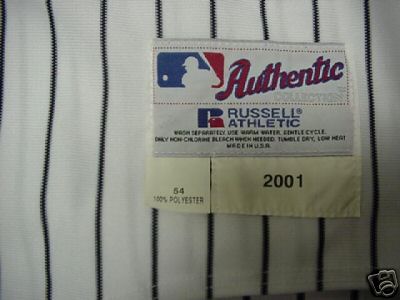 Authentic
COLLECTION
RUSSELL
ATHLETIC
WASH SEPARATELY, USE WARM WATER, GENTLE CYCLE.
ONLY NON-CHLORINE BLEACH WHEN NEEDED. TUMBLE DRY, LOW HEAT
MADE IN U.S.A.
54
100% POLYESTER
2001
ebY